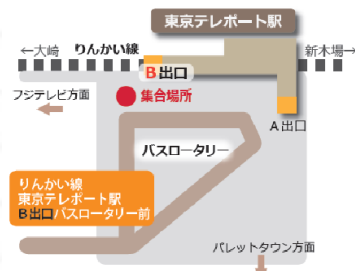 東京テレポート駅
←大崎 りんかい線 新木場→
B出口
フジテレビ方面
集合場所
A出口
バスロータリー
りんかい線
東京テレポート駅
B出口バスロータリー前
パレットタウン方面